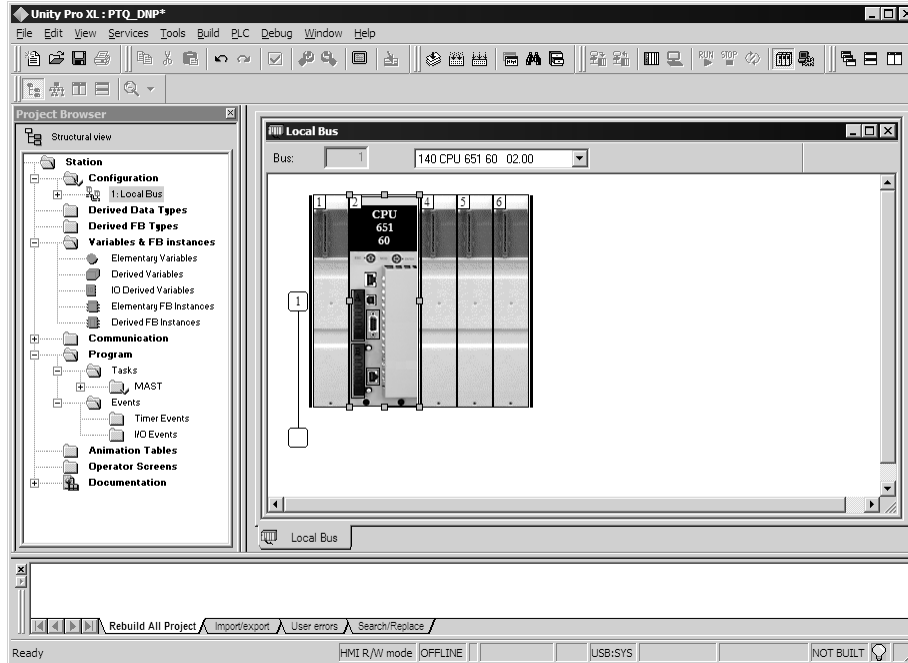 Unity Pro XL : PTQ_DNP*
File Edit View Services Tools Build PLC Debug Window Help
RUN STOP
Project Browser
Structural view
Station
Configuration
1: Local Bus
Derived Data Types
Derived FB Types
Variables & FB instances
Elementary Variables
Derived Variables
IO Derived Variables
Elementary FB Instances
Derived FB Instances
Communication
Program
Tasks
MAST
Events
Timer Events
I/O Events
Animation Tables
Operator Screens
Documentation
Local Bus
Bus: 1 140 CPU 651 60 02.00
1 2 4 5 6
CPU
651
60
1
Local Bus
Rebuild All Project Import/export User errors Search/Replace
Ready HMI R/W mode OFFLINE USB:SYS NOT BUILT